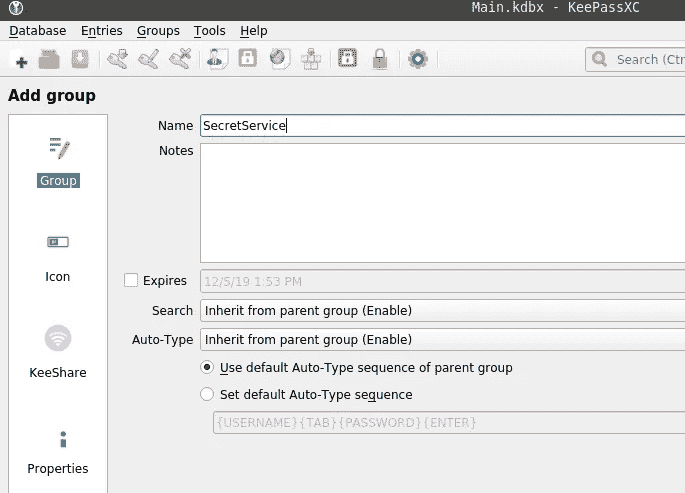 Main.kdbx - KeePassXC
Database Entries Groups Tools Help
Search (Ctr
Add group
Name SecretService
Notes
Group
Icon
Expires 12/5/19 1:53 PM
Search Inherit from parent group (Enable)
Auto-Type Inherit from parent group (Enable)
KeeShare
Use default Auto-Type sequence of parent group
Set default Auto-Type sequence
{USERNAME}{TAB}{PASSWORD}{ENTER}
Properties